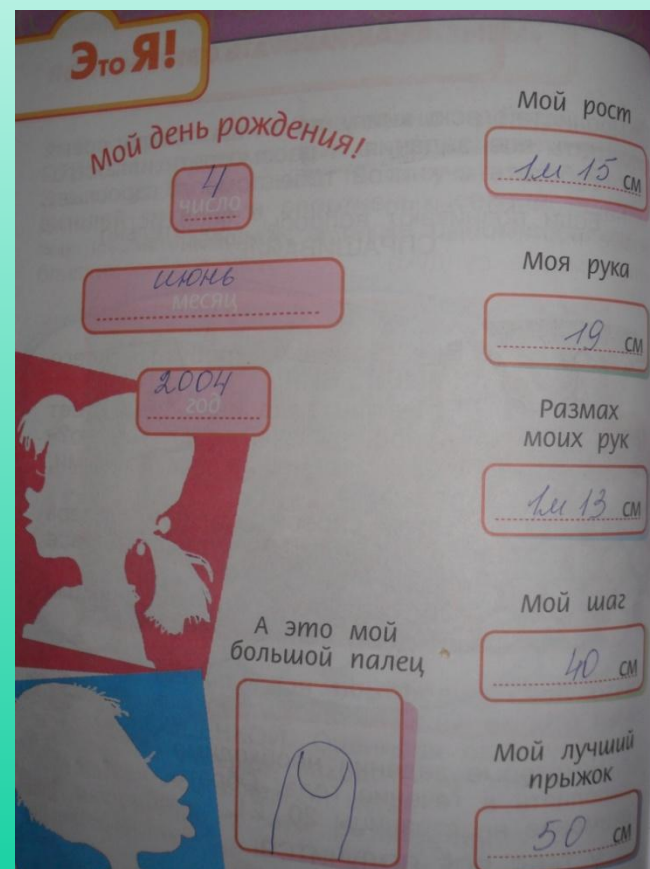 Это Я!
Мой день рождения!
4
число
июнь
месяц
2004
год
А это мой
большой палец
Мой рост
1м 15 см
Моя рука
19 см
Размах
моих рук
1м 13 см
Мой шаг
40 см
Мой лучший
прыжок
50 см